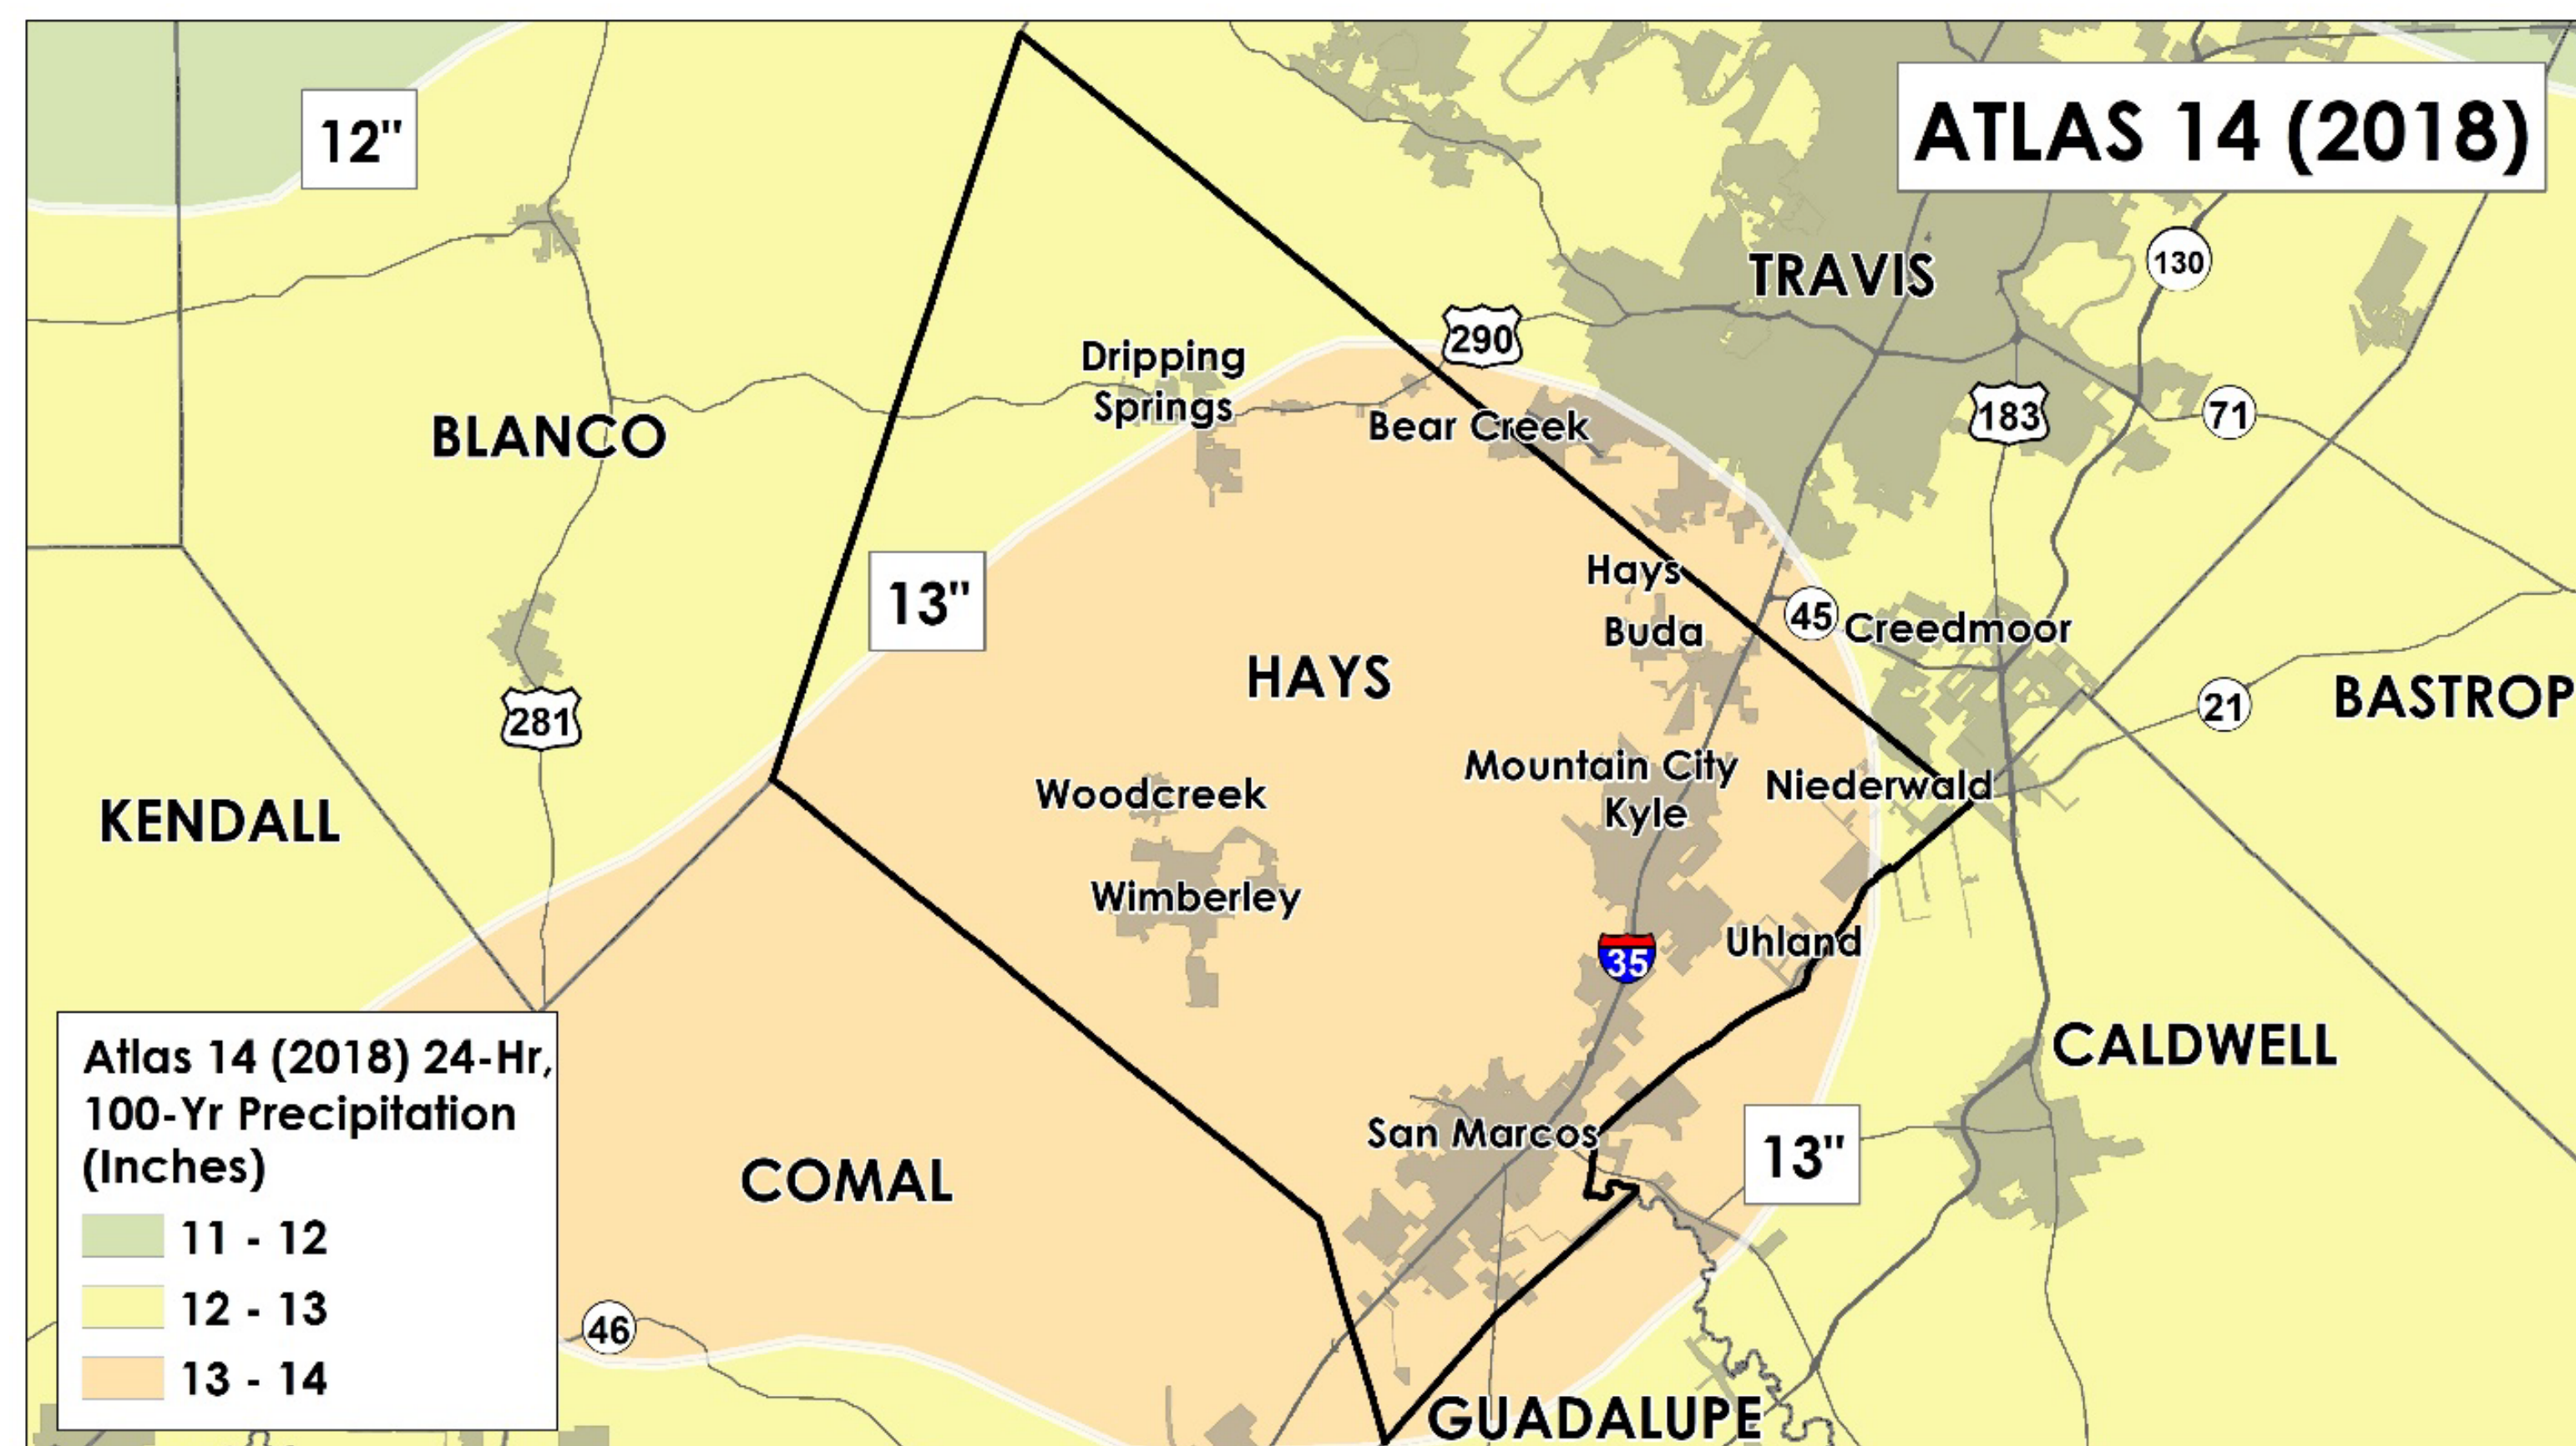 12"
ATLAS 14 (2018)
TRAVIS
130
290
Dripping
Springs
BLANCO
Bear Creek
183
71
13"
Hays
Buda
45
Creedmoor
HAYS
281
21
BASTROP
KENDALL
Woodcreek
Mountain City
Kyle
Niederwald
Wimberley
Uhland
35
CALDWELL
San Marcos
13"
COMAL
Atlas 14 (2018) 24-Hr,
100-Yr Precipitation
(Inches)
11 - 12
12 - 13
13 - 14
46
GUADALUPE